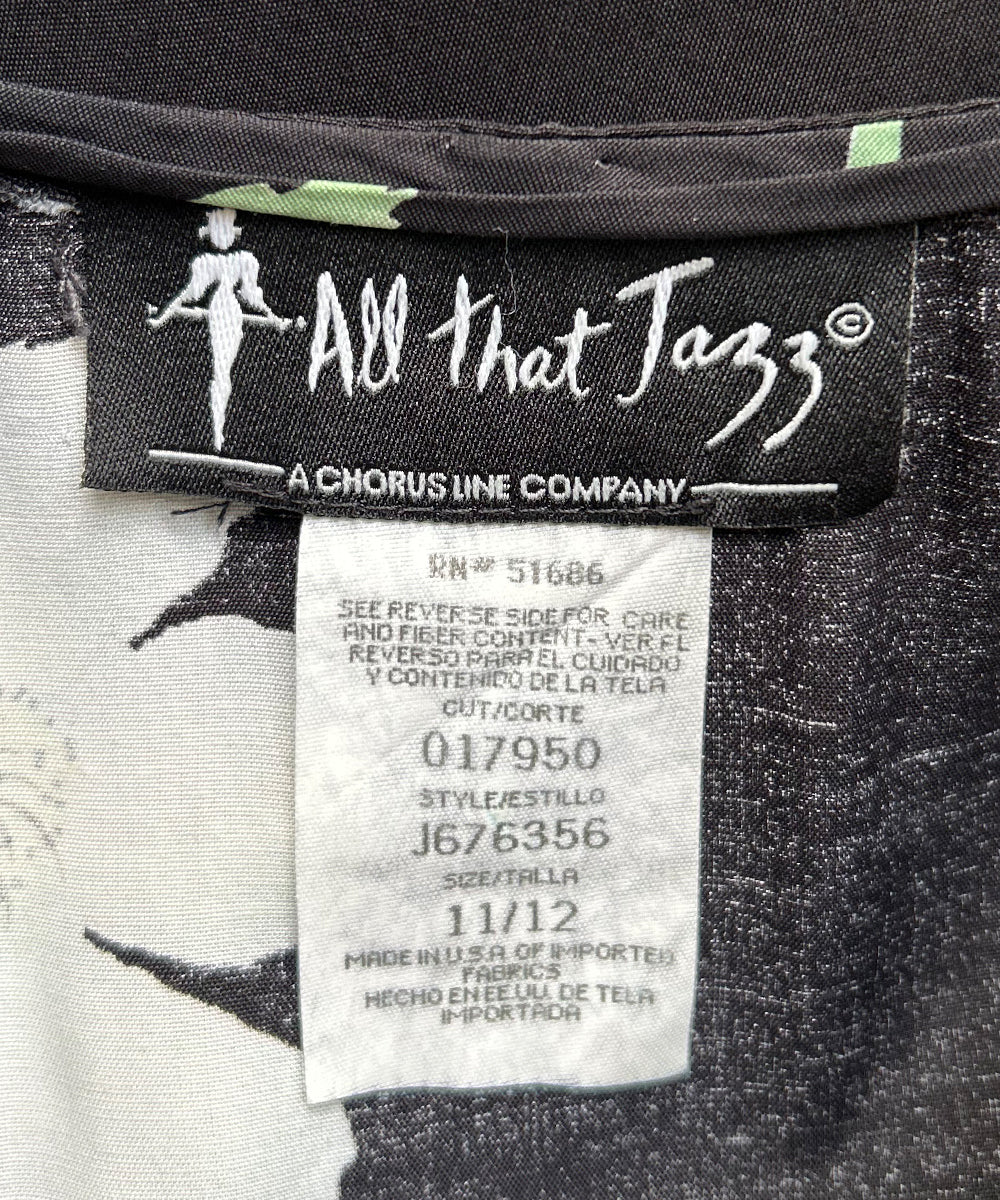 All that Jazz©
A CHORUS LINE COMPANY
RN# 51686
SEE REVERSE SIDE FOR CARE
AND FIBER CONTENT- VER EL
REVERSO PARA EL CUIDADO
Y CONTENIDO DE LA TELA
CUT/CORTE
017950
STYLE/ESTILLO
J676356
SIZE/TALLA
11/12
MADE IN U.S.A. OF IMPORTED
FABRICS
HECHO EN EE.UU. DE TELA
IMPORTADA